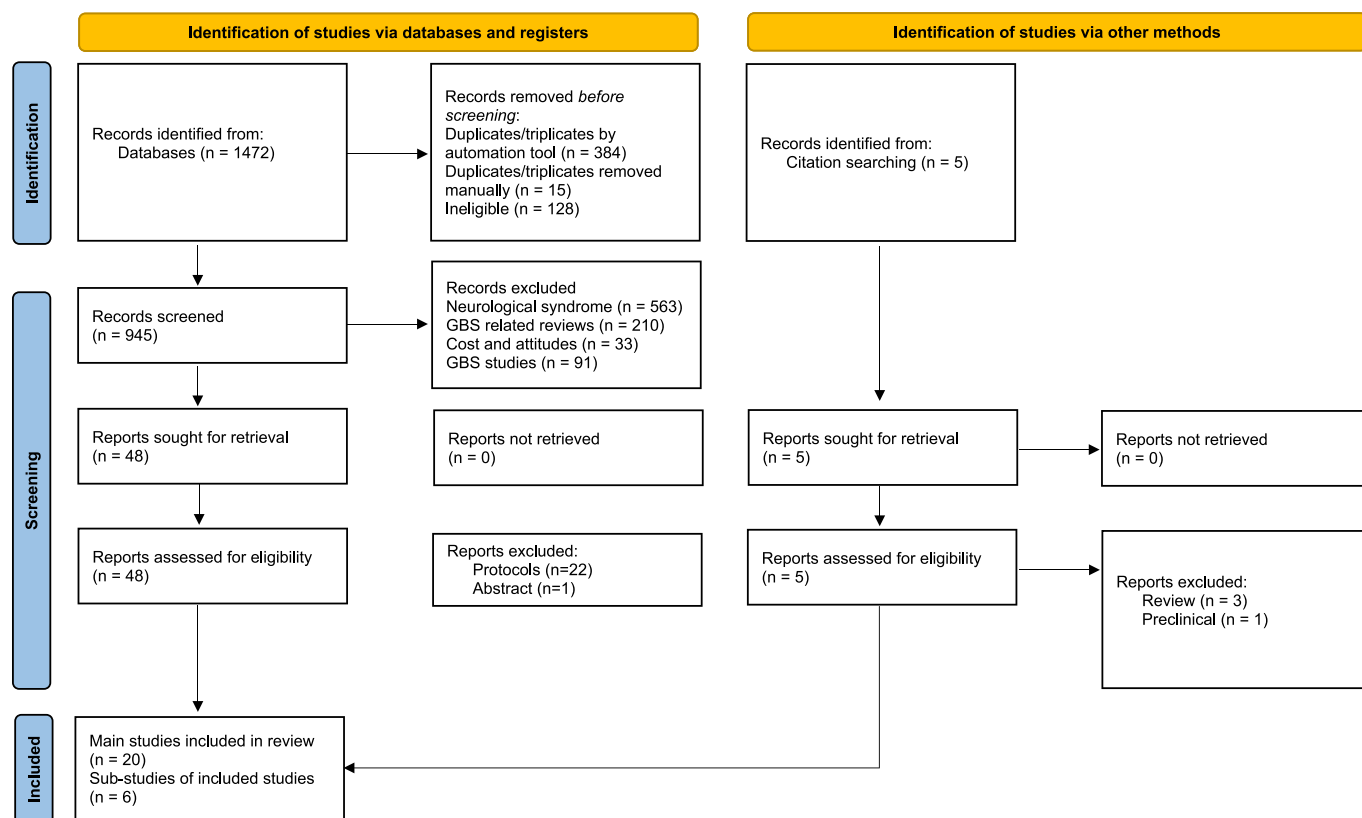 Identification of studies via databases and registers
Identification of studies via other methods
Identification
Records identified from:
Databases (n = 1472)
Records removed before
screening:
Duplicates/triplicates by
automation tool (n = 384)
Duplicates/triplicates removed
manually (n = 15)
Ineligible (n = 128)
Records identified from:
Citation searching (n = 5)
Screening
Records screened
(n = 945)
Records excluded
Neurological syndrome (n = 563)
GBS related reviews (n = 210)
Cost and attitudes (n = 33)
GBS studies (n = 91)
Reports sought for retrieval
(n = 48)
Reports not retrieved
(n = 0)
Reports sought for retrieval
(n = 5)
Reports not retrieved
(n = 0)
Reports assessed for eligibility
(n = 48)
Reports excluded:
Protocols (n=22)
Abstract (n=1)
Reports assessed for eligibility
(n = 5)
Reports excluded:
Review (n = 3)
Preclinical (n = 1)
Included
Main studies included in review
(n = 20)
Sub-studies of included studies
(n = 6)